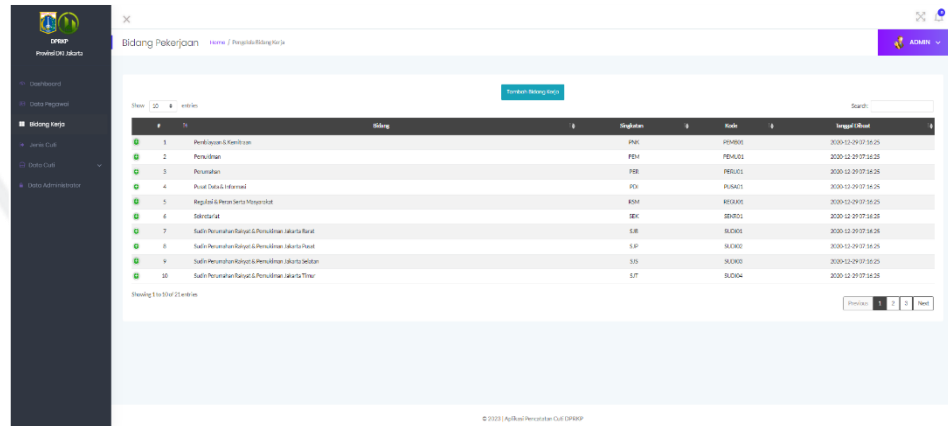 DPRKP
Provinsi DKI Jakarta
Dashboard
Data Pegawai
Bidang Kerja
Jenis Cuti
Data Cuti
Data Administrator
Bidang Pekerjaan Home / Pengelola Bidang Kerja
ADMIN
Tambah Bidang Kerja
Show 10 entries
Search:
# Bidang Singkatan Kode Tanggal Dibuat
1 Pembiayaan & Kemitraan PNK PEMB01 2020-12-29 07:16:25
2 Pemukiman PEM PEMU01 2020-12-29 07:16:25
3 Perumahan PER PERU01 2020-12-29 07:16:25
4 Pusat Data & Informasi PDI PUSA01 2020-12-29 07:16:25
5 Regulasi & Peran Serta Masyarakat RSM REGU01 2020-12-29 07:16:25
6 Sekretariat SEK SEKR01 2020-12-29 07:16:25
7 Sudin Perumahan Rakyat & Pemukiman Jakarta Barat SJB SUDI01 2020-12-29 07:16:25
8 Sudin Perumahan Rakyat & Pemukiman Jakarta Pusat SJP SUDI02 2020-12-29 07:16:25
9 Sudin Perumahan Rakyat & Pemukiman Jakarta Selatan SJS SUDI03 2020-12-29 07:16:25
10 Sudin Perumahan Rakyat & Pemukiman Jakarta Timur SJT SUDI04 2020-12-29 07:16:25
Showing 1 to 10 of 21 entries
Previous 1 2 3 Next
© 2023 | Aplikasi Pencatatan Cuti DPRKP